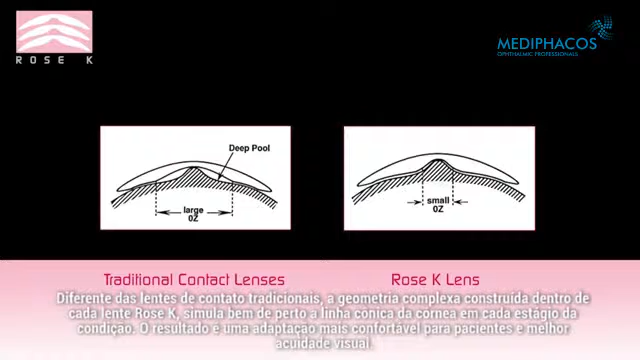 ROSE K
MEDIPHACOS
OPHTHALMIC PROFESSIONALS
Deep Pool
large
OZ
small
OZ
Traditional Contact Lenses
Rose K Lens
Diferente das lentes de contato tradicionais, a geometria complexa construída dentro de
cada lente Rose K, simula bem de perto a linha cônica da córnea em cada estágio da
condição. O resultado é uma adaptação mais confortável para pacientes e melhor
acuidade visual.